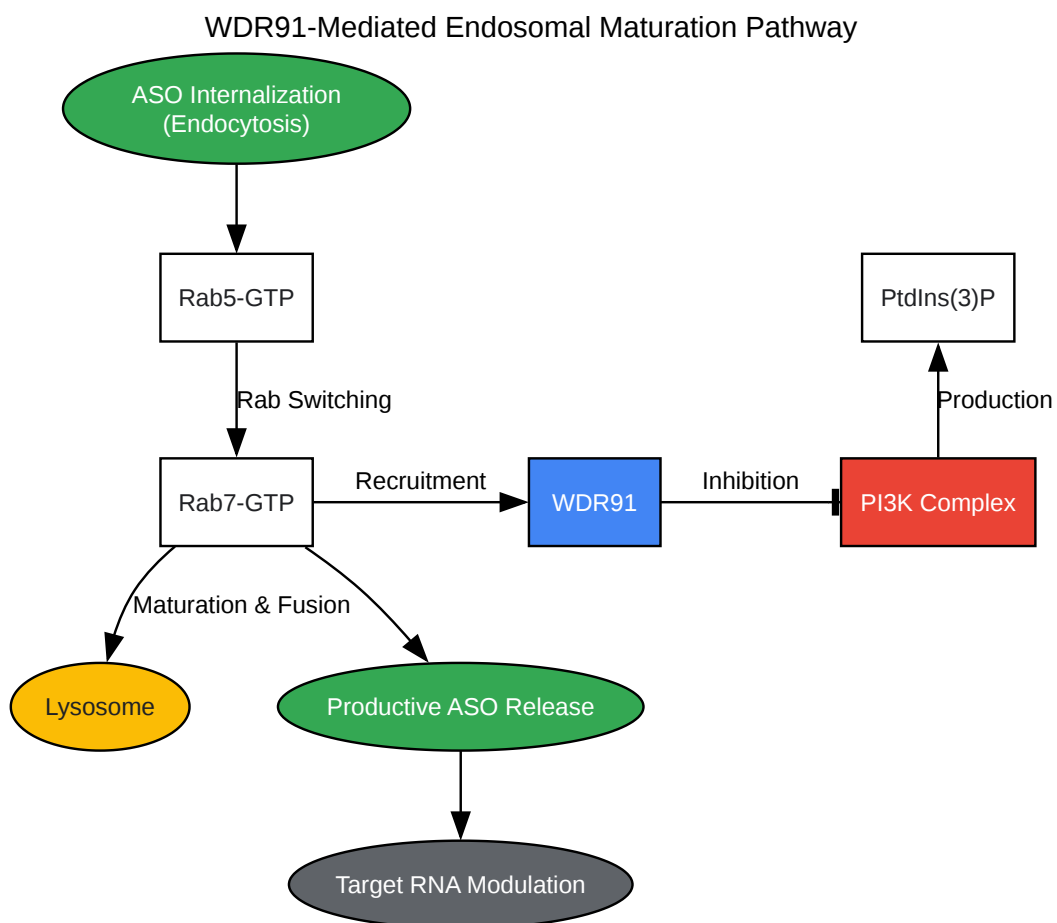 WDR91-Mediated Endosomal Maturation Pathway
ASO Internalization
(Endocytosis)
Rab5-GTP
PtdIns(3)P
Rab Switching
Production
Rab7-GTP
Recruitment
WDR91
Inhibition
PI3K Complex
Maturation & Fusion
Lysosome
Productive ASO Release
Target RNA Modulation